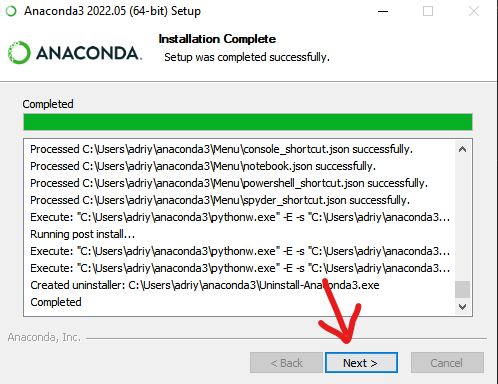 Anaconda3 2022.05 (64-bit) Setup
ANACONDA.
Installation Complete
Setup was completed successfully.
Completed
Processed C:\Users\adriy\anaconda3\Menu\console_shortcut.json successfully.
Processed C:\Users\adriy\anaconda3\Menu\notebook.json successfully.
Processed C:\Users\adriy\anaconda3\Menu\powershell_shortcut.json successfully.
Processed C:\Users\adriy\anaconda3\Menu\spyder_shortcut.json successfully.
Execute: "C:\Users\adriy\anaconda3\pythonw.exe" -E -s "C:\Users\adriy\anaconda3...
Running post install...
Execute: "C:\Users\adriy\anaconda3\pythonw.exe" -E -s "C:\Users\adriy\anaconda3...
Execute: "C:\Users\adriy\anaconda3\pythonw.exe" -E -s "C:\Users\adriy\anaconda3...
Created uninstaller: C:\Users\adriy\anaconda3\Uninstall-Anaconda3.exe
Completed
Anaconda, Inc.
< Back Next > Cancel